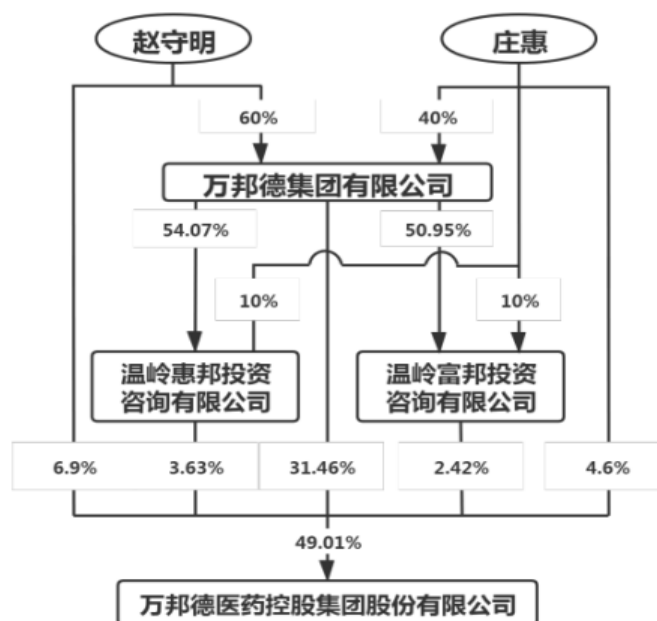 赵守明
庄惠
60%
40%
万邦德集团有限公司
54.07%
50.95%
10%
10%
温岭惠邦投资
咨询有限公司
温岭富邦投资
咨询有限公司
6.9%
3.63%
31.46%
2.42%
4.6%
49.01%
万邦德医药控股集团股份有限公司